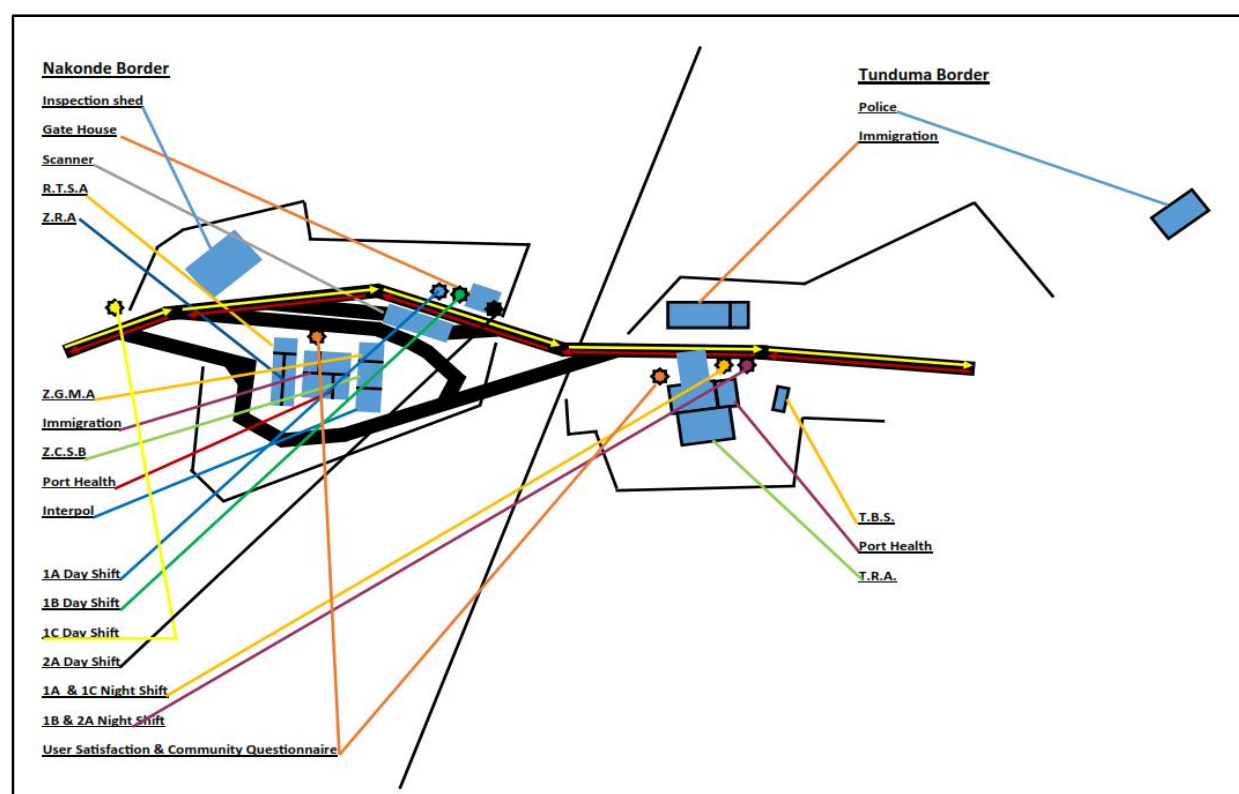 Nakonde Border
Inspection shed
Gate House
Scanner
R.T.S.A
Z.R.A
Z.G.M.A
Immigration
Z.C.S.B
Port Health
Interpol
1A Day Shift
1B Day Shift
1C Day Shift
2A Day Shift
1A & 1C Night Shift
1B & 2A Night Shift
User Satisfaction & Community Questionnaire
Tunduma Border
Police
Immigration
T.B.S.
Port Health
T.R.A.